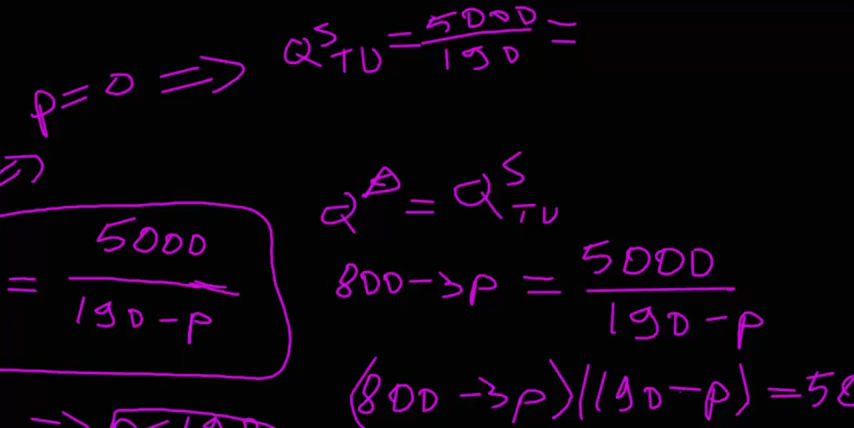 p=0 ⟹ Q^S_TU = 5000/190 =
⟹
Q^D = Q^S_TU
= 5000/(190-p)
800-3p = 5000/(190-p)
(800-3p)(190-p) = 5